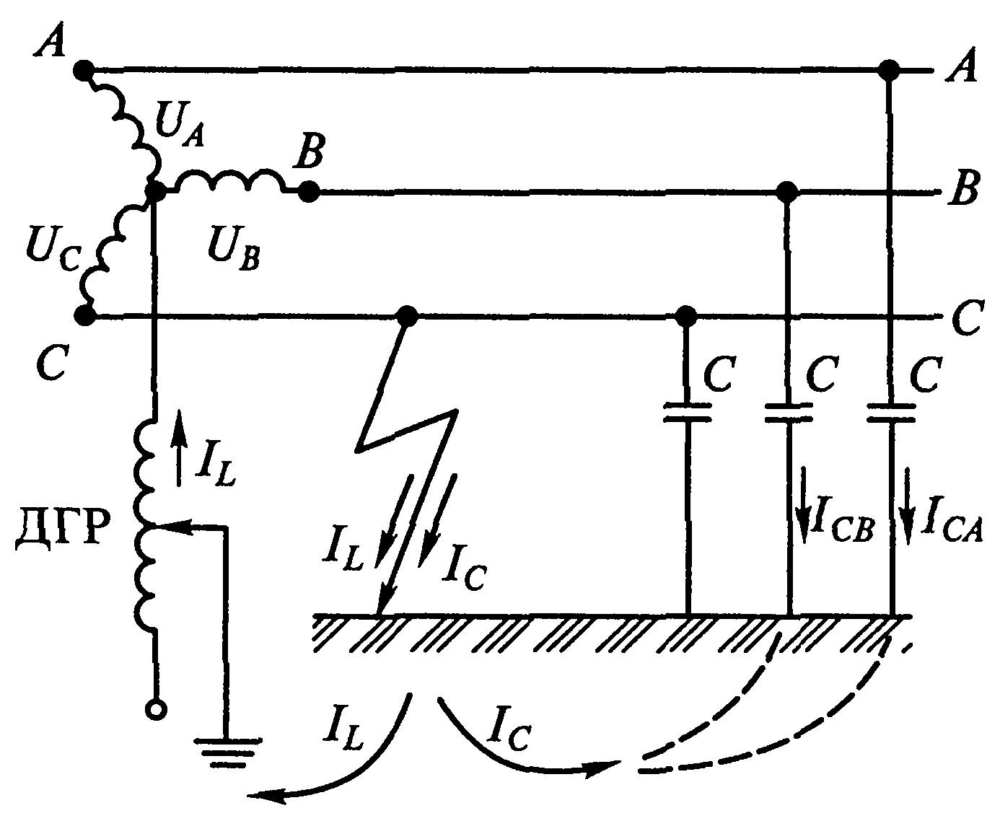 A A
U_A
B
B
U_C U_B
C
C C C C
I_L
ДГР
I_L I_C I_CB I_CA
I_L I_C